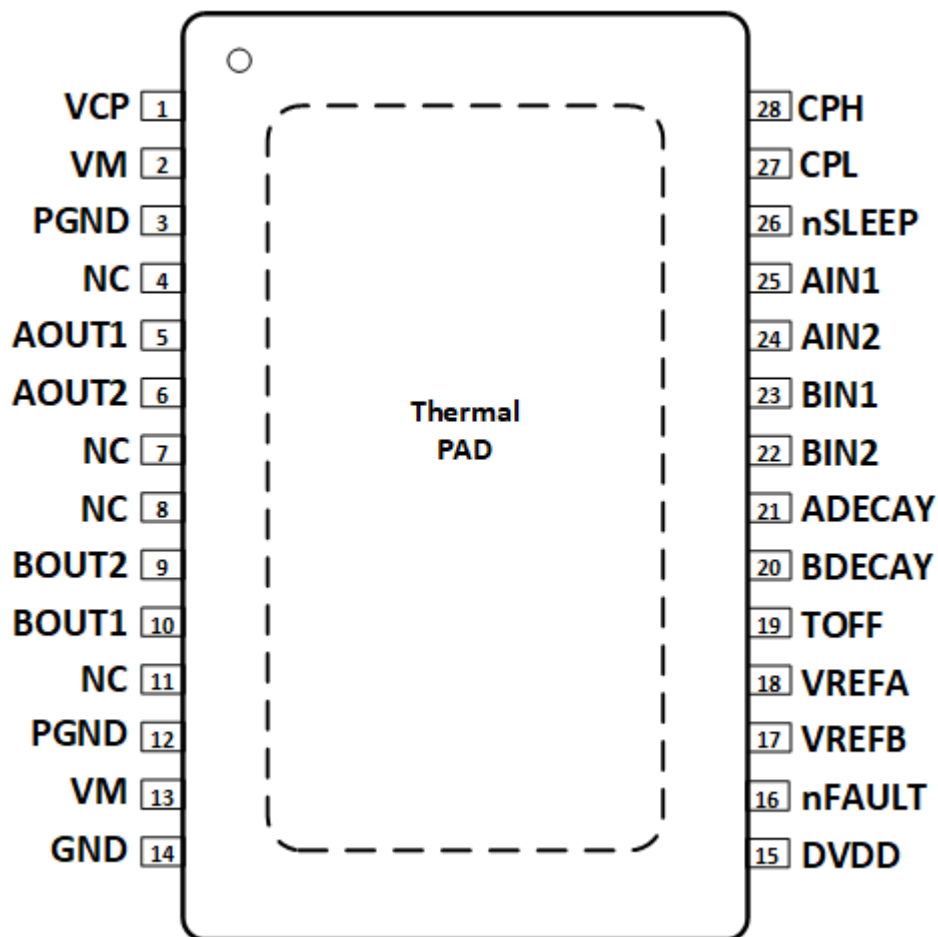 VCP 1
VM 2
PGND 3
NC 4
AOUT1 5
AOUT2 6
NC 7
NC 8
BOUT2 9
BOUT1 10
NC 11
PGND 12
VM 13
GND 14
Thermal
PAD
28 CPH
27 CPL
26 nSLEEP
25 AIN1
24 AIN2
23 BIN1
22 BIN2
21 ADECAY
20 BDECAY
19 TOFF
18 VREFA
17 VREFB
16 nFAULT
15 DVDD